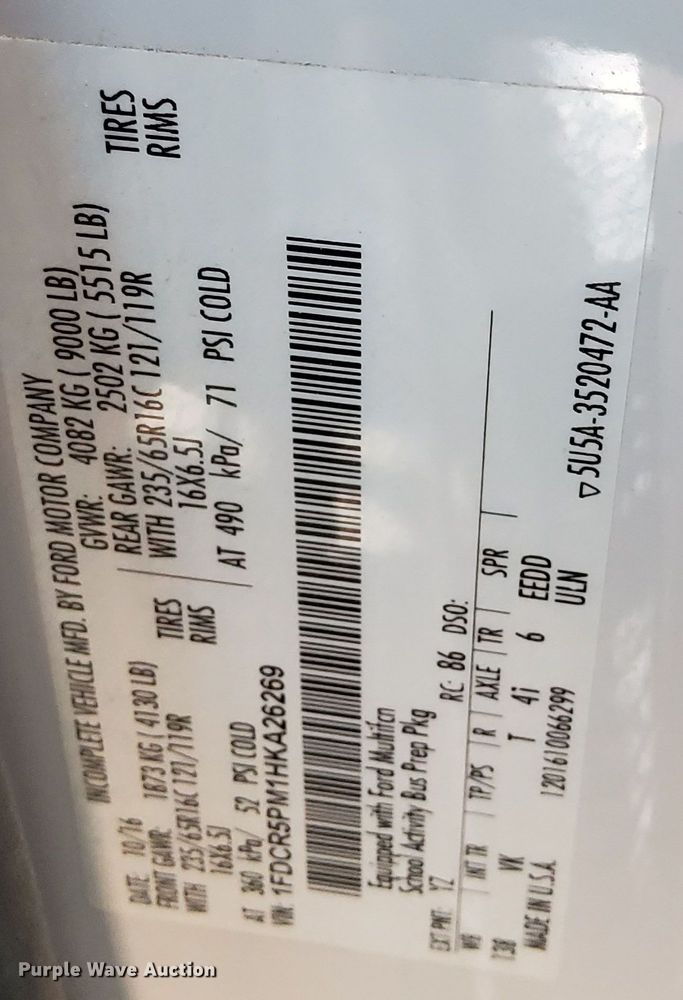 INCOMPLETE VEHICLE MFD. BY FORD MOTOR COMPANY
DATE: 10/16 GVWR: 4082 KG ( 9000 LB)
FRONT GAWR: 1873 KG ( 4130 LB) REAR GAWR: 2502 KG ( 5515 LB)
WITH 235/65R16C 121/119R TIRES WITH 235/65R16C 121/119R TIRES
16X6.5J RIMS 16X6.5J RIMS
AT 360 kPa/ 52 PSI COLD AT 490 kPa/ 71 PSI COLD
VIN: 1FDCR5PM1HKA26269
Equipped with Ford Multifcn
School Activity Bus Prep Pkg
EXT PNT: YZ RC: 86 DSO:
WB INT TR TP/PS R AXLE TR SPR
138 VK T 4i 6 EEDD
MADE IN U.S.A. 1201610066299 ULN
▽5U5A-3520472-AA
Purple Wave Auction